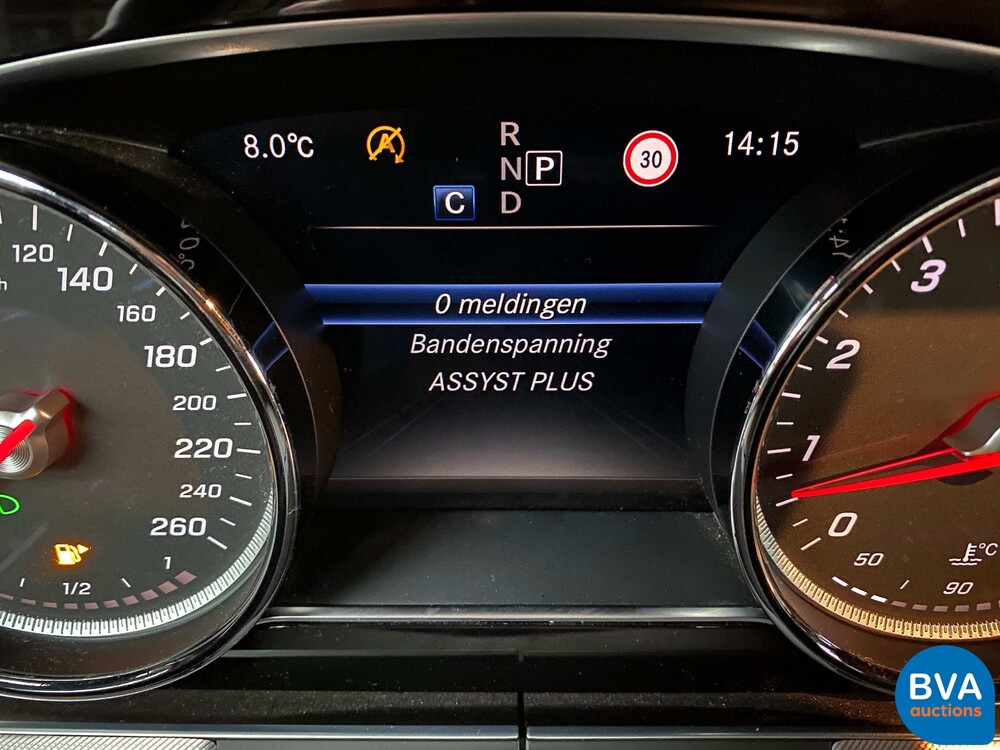 8.0°C
R
N P
C D
30
14:15
0 meldingen
Bandenspanning
ASSYST PLUS
120
140
160
180
200
220
240
260
1/2
1
3
2
1
0
50
90
°C
BVA
auctions